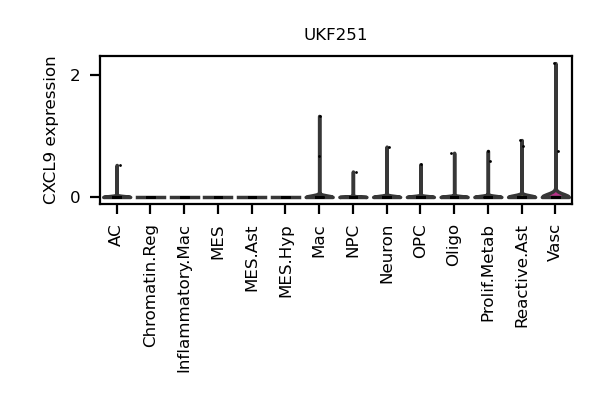 UKF251
CXCL9 expression
2
0
AC
Chromatin.Reg
Inflammatory.Mac
MES
MES.Ast
MES.Hyp
Mac
NPC
Neuron
OPC
Oligo
Prolif.Metab
Reactive.Ast
Vasc